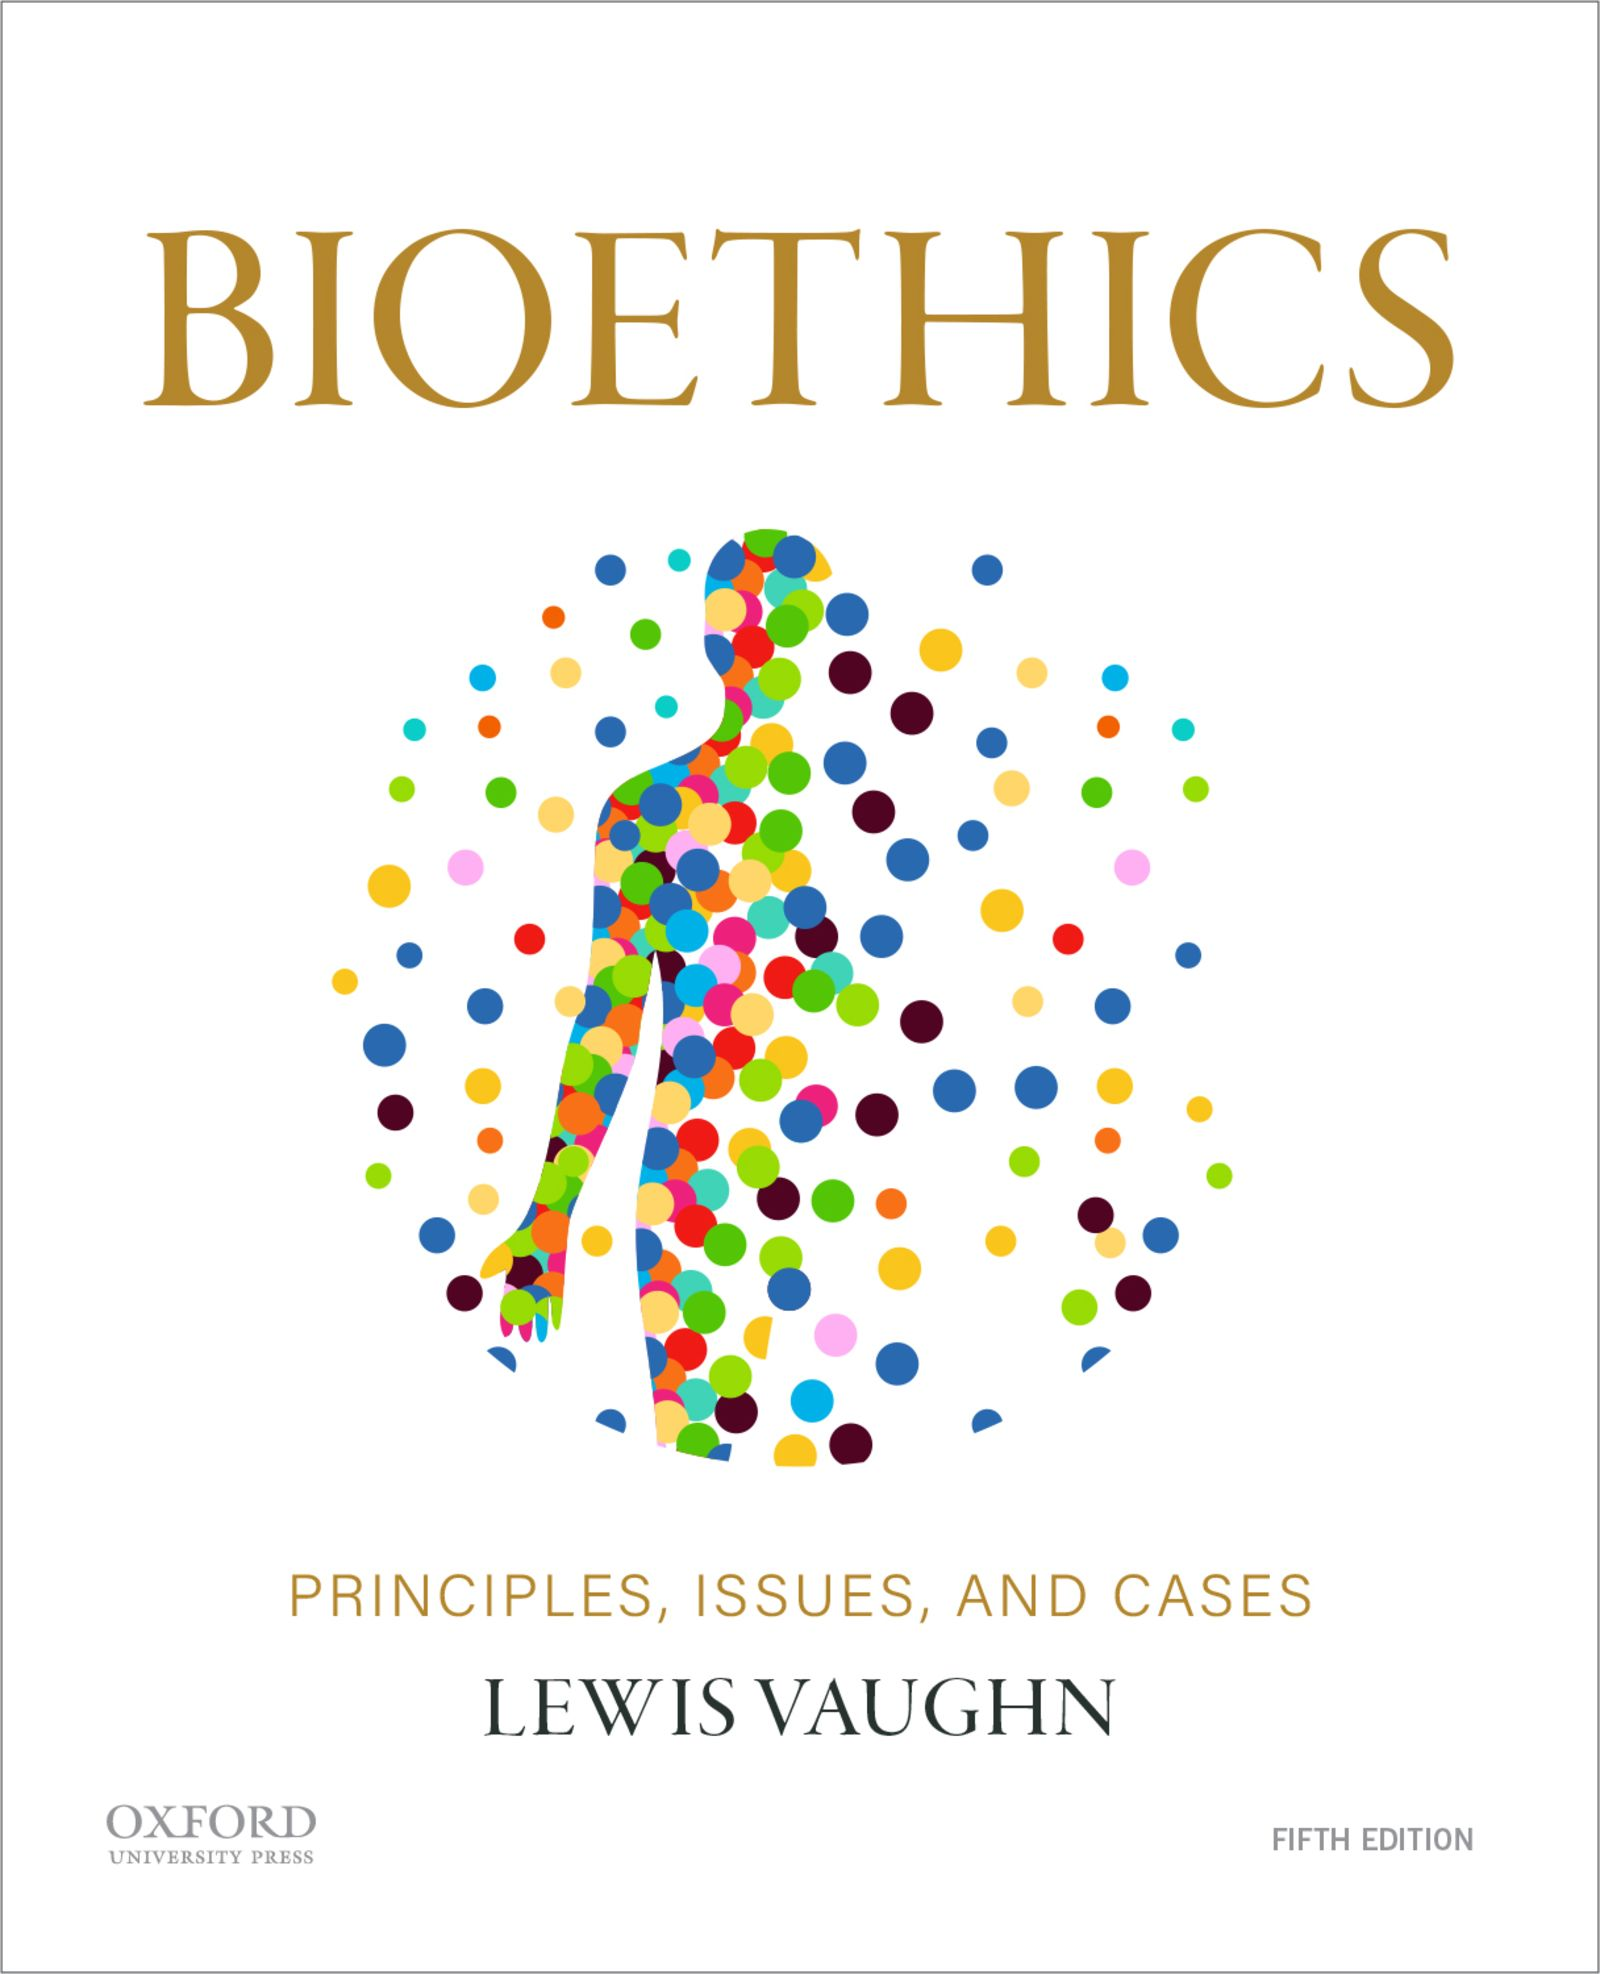 BIOETHICS
PRINCIPLES, ISSUES, AND CASES
LEWIS VAUGHN
OXFORD
UNIVERSITY PRESS
FIFTH EDITION